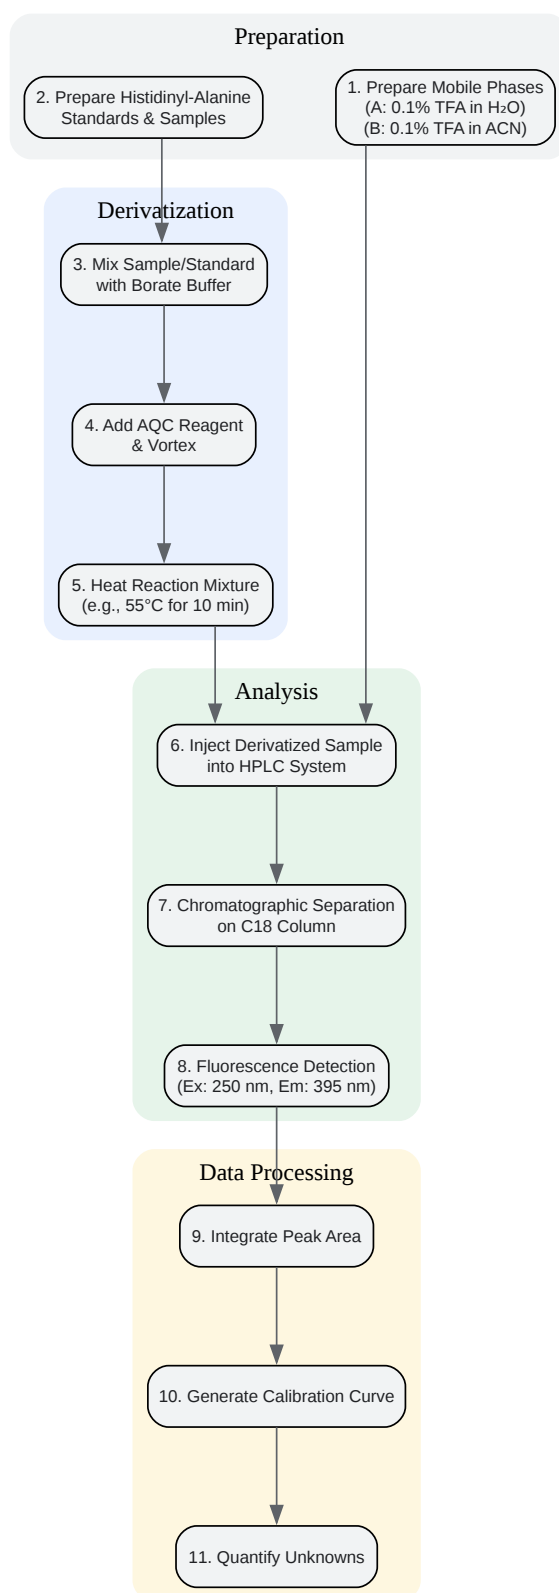 Preparation
2. Prepare Histidinyl-Alanine
Standards & Samples
1. Prepare Mobile Phases
(A: 0.1% TFA in H₂O)
(B: 0.1% TFA in ACN)
Derivatization
3. Mix Sample/Standard
with Borate Buffer
4. Add AQC Reagent
& Vortex
5. Heat Reaction Mixture
(e.g., 55°C for 10 min)
Analysis
6. Inject Derivatized Sample
into HPLC System
7. Chromatographic Separation
on C18 Column
8. Fluorescence Detection
(Ex: 250 nm, Em: 395 nm)
Data Processing
9. Integrate Peak Area
10. Generate Calibration Curve
11. Quantify Unknowns